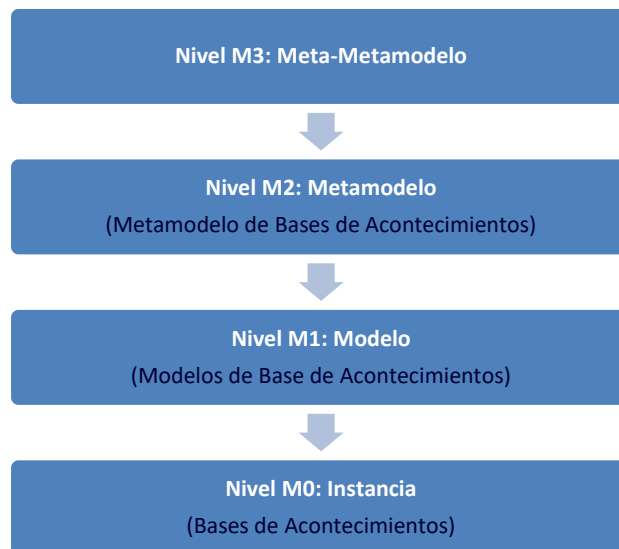 Nivel M3: Meta-Metamodelo
Nivel M2: Metamodelo
(Metamodelo de Bases de Acontecimientos)
Nivel M1: Modelo
(Modelos de Base de Acontecimientos)
Nivel M0: Instancia
(Bases de Acontecimientos)